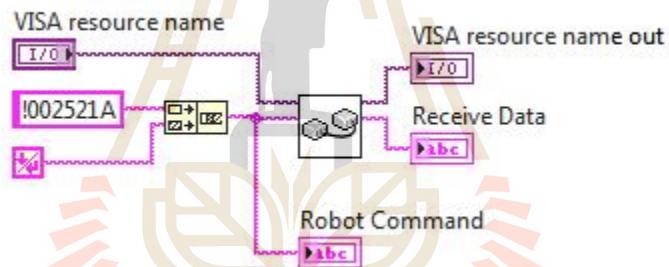 VISA resource name
I/O
VISA resource name out
I/O
!002521A
Receive Data
abc
Robot Command
abc